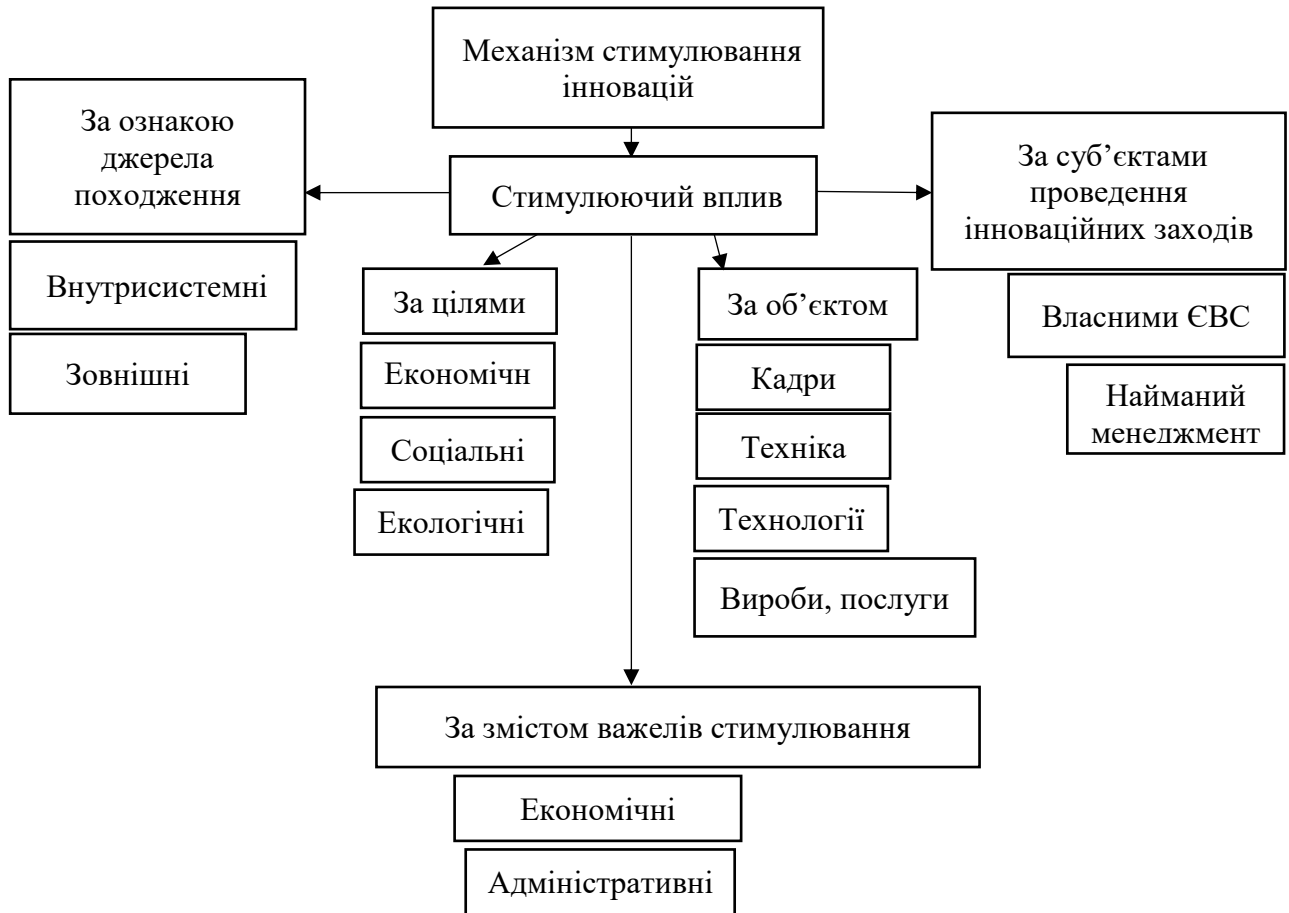 Механізм стимулювання
інновацій
За ознакою
джерела
походження
Стимулюючий вплив
За суб’єктами
проведення
інноваційних заходів
Внутрисистемні
Зовнішні
За цілями
Економічн
Соціальні
Екологічні
За об’єктом
Кадри
Техніка
Технології
Вироби, послуги
Власними ЄВС
Найманий
менеджмент
За змістом важелів стимулювання
Економічні
Адміністративні